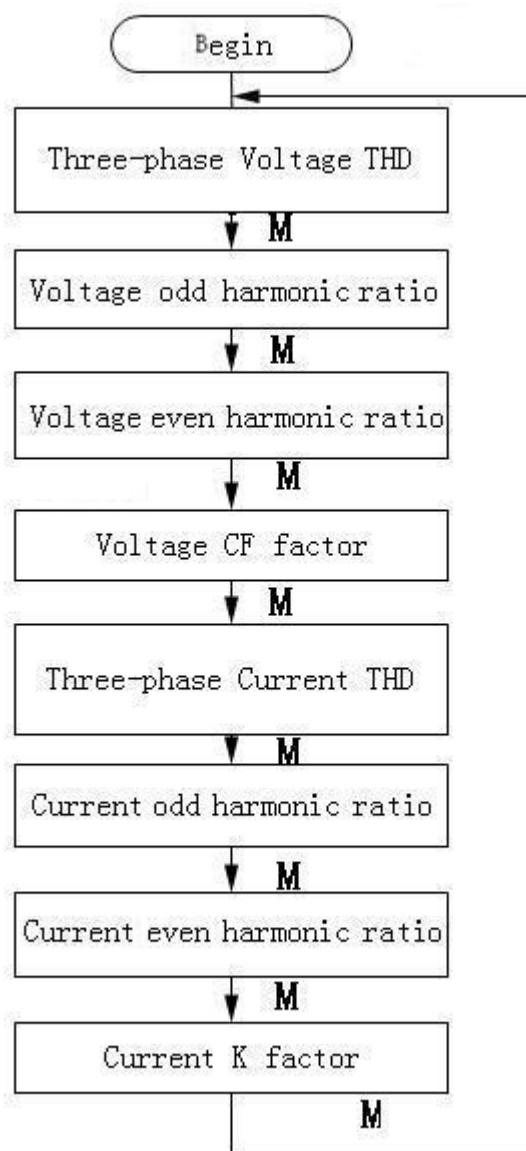 Begin
Three-phase Voltage THD
M
Voltage odd harmonic ratio
M
Voltage even harmonic ratio
M
Voltage CF factor
M
Three-phase Current THD
M
Current odd harmonic ratio
M
Current even harmonic ratio
M
Current K factor
M